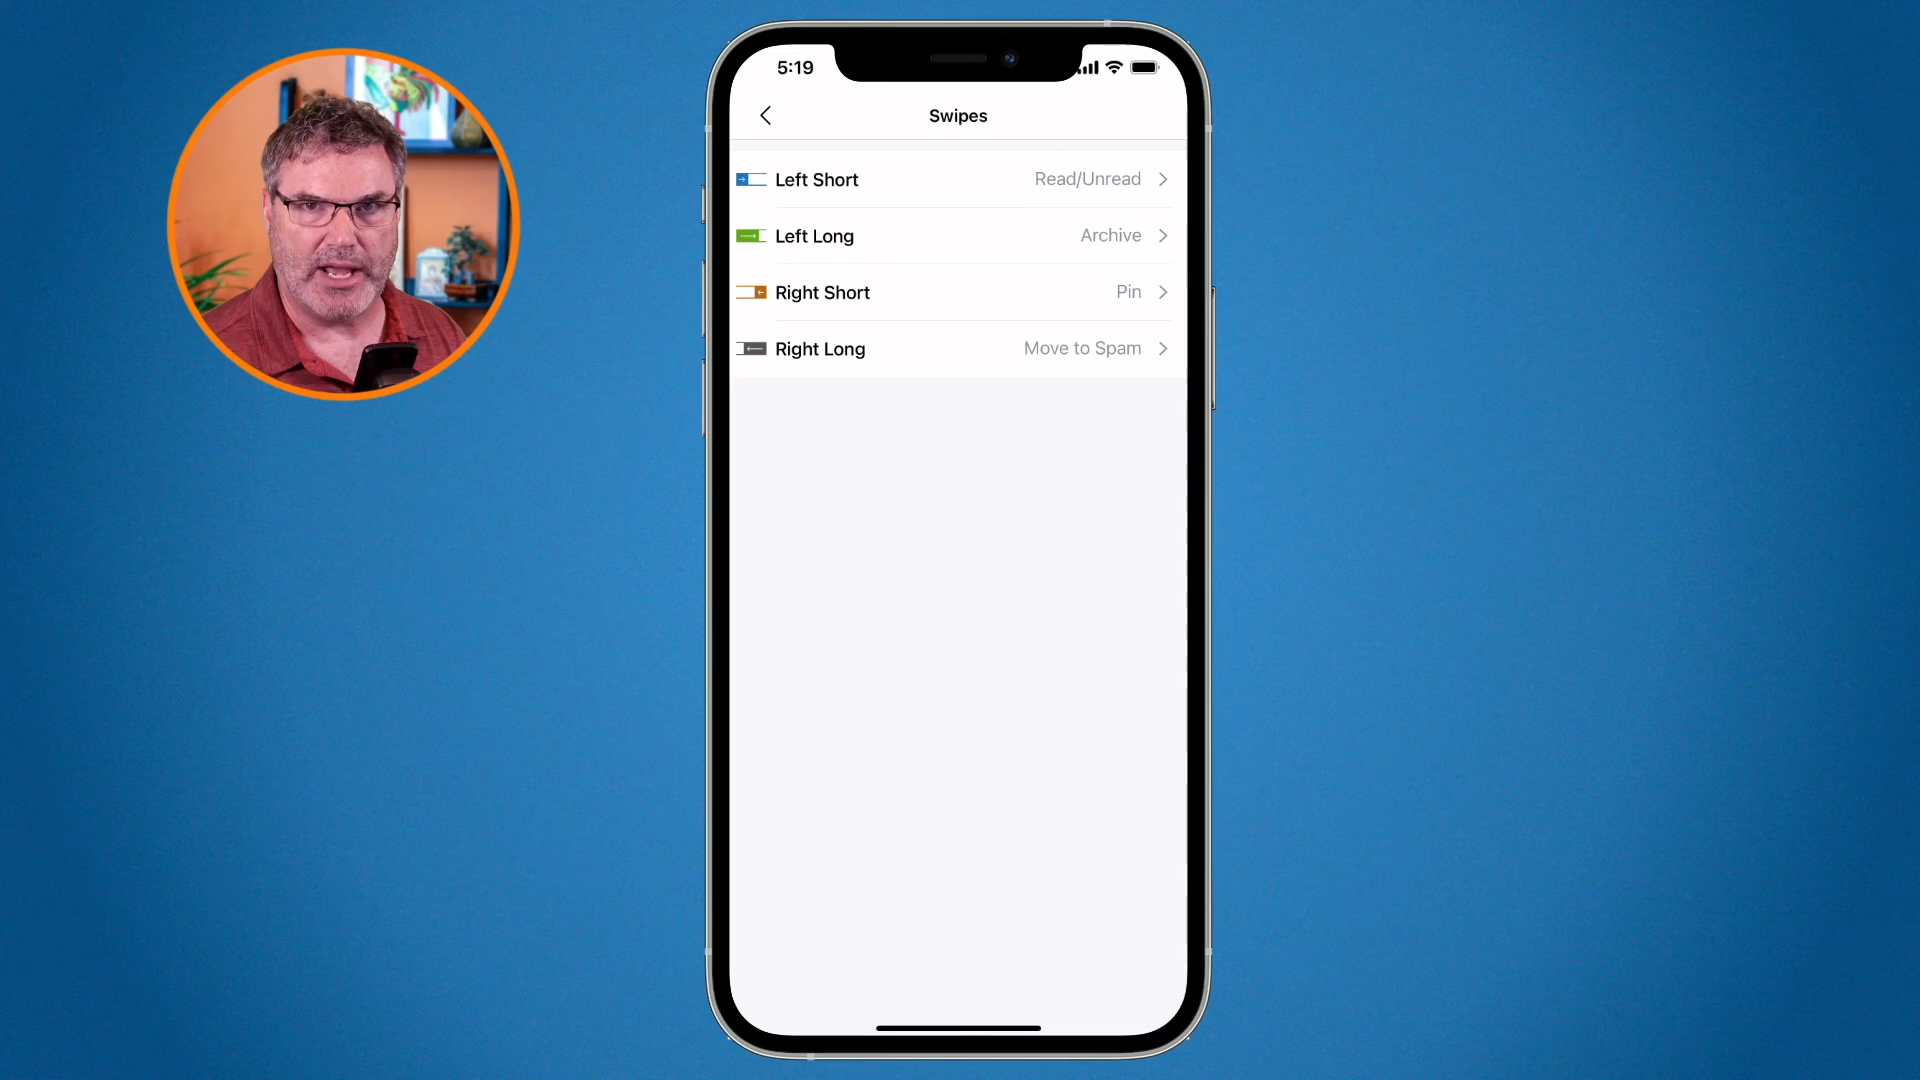 5:19
Swipes
Left Short Read/Unread
Left Long Archive
Right Short Pin
Right Long Move to Spam